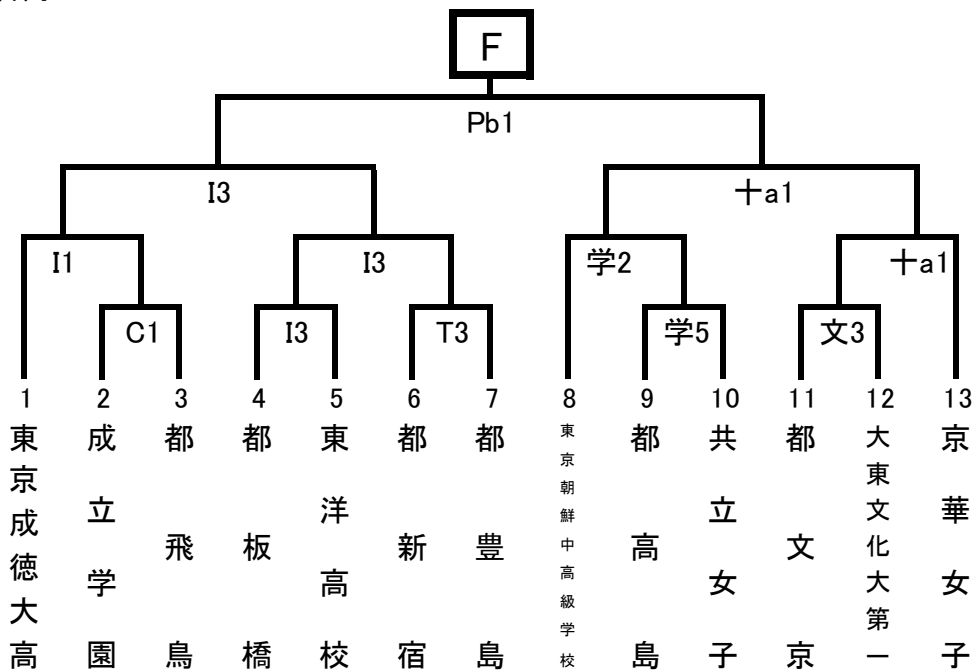 F
Pb1
I3 十a1
I1 I3 学2 十a1
C1 I3 T3 学5 文3
1 2 3 4 5 6 7 8 9 10 11 12 13
東京成徳大高
成立学園
都飛鳥
都板橋
東洋高校
都新宿
都豊島
東京朝鮮中高級学校
都高島
共立女子
都文京
大東文化大第一
京華女子